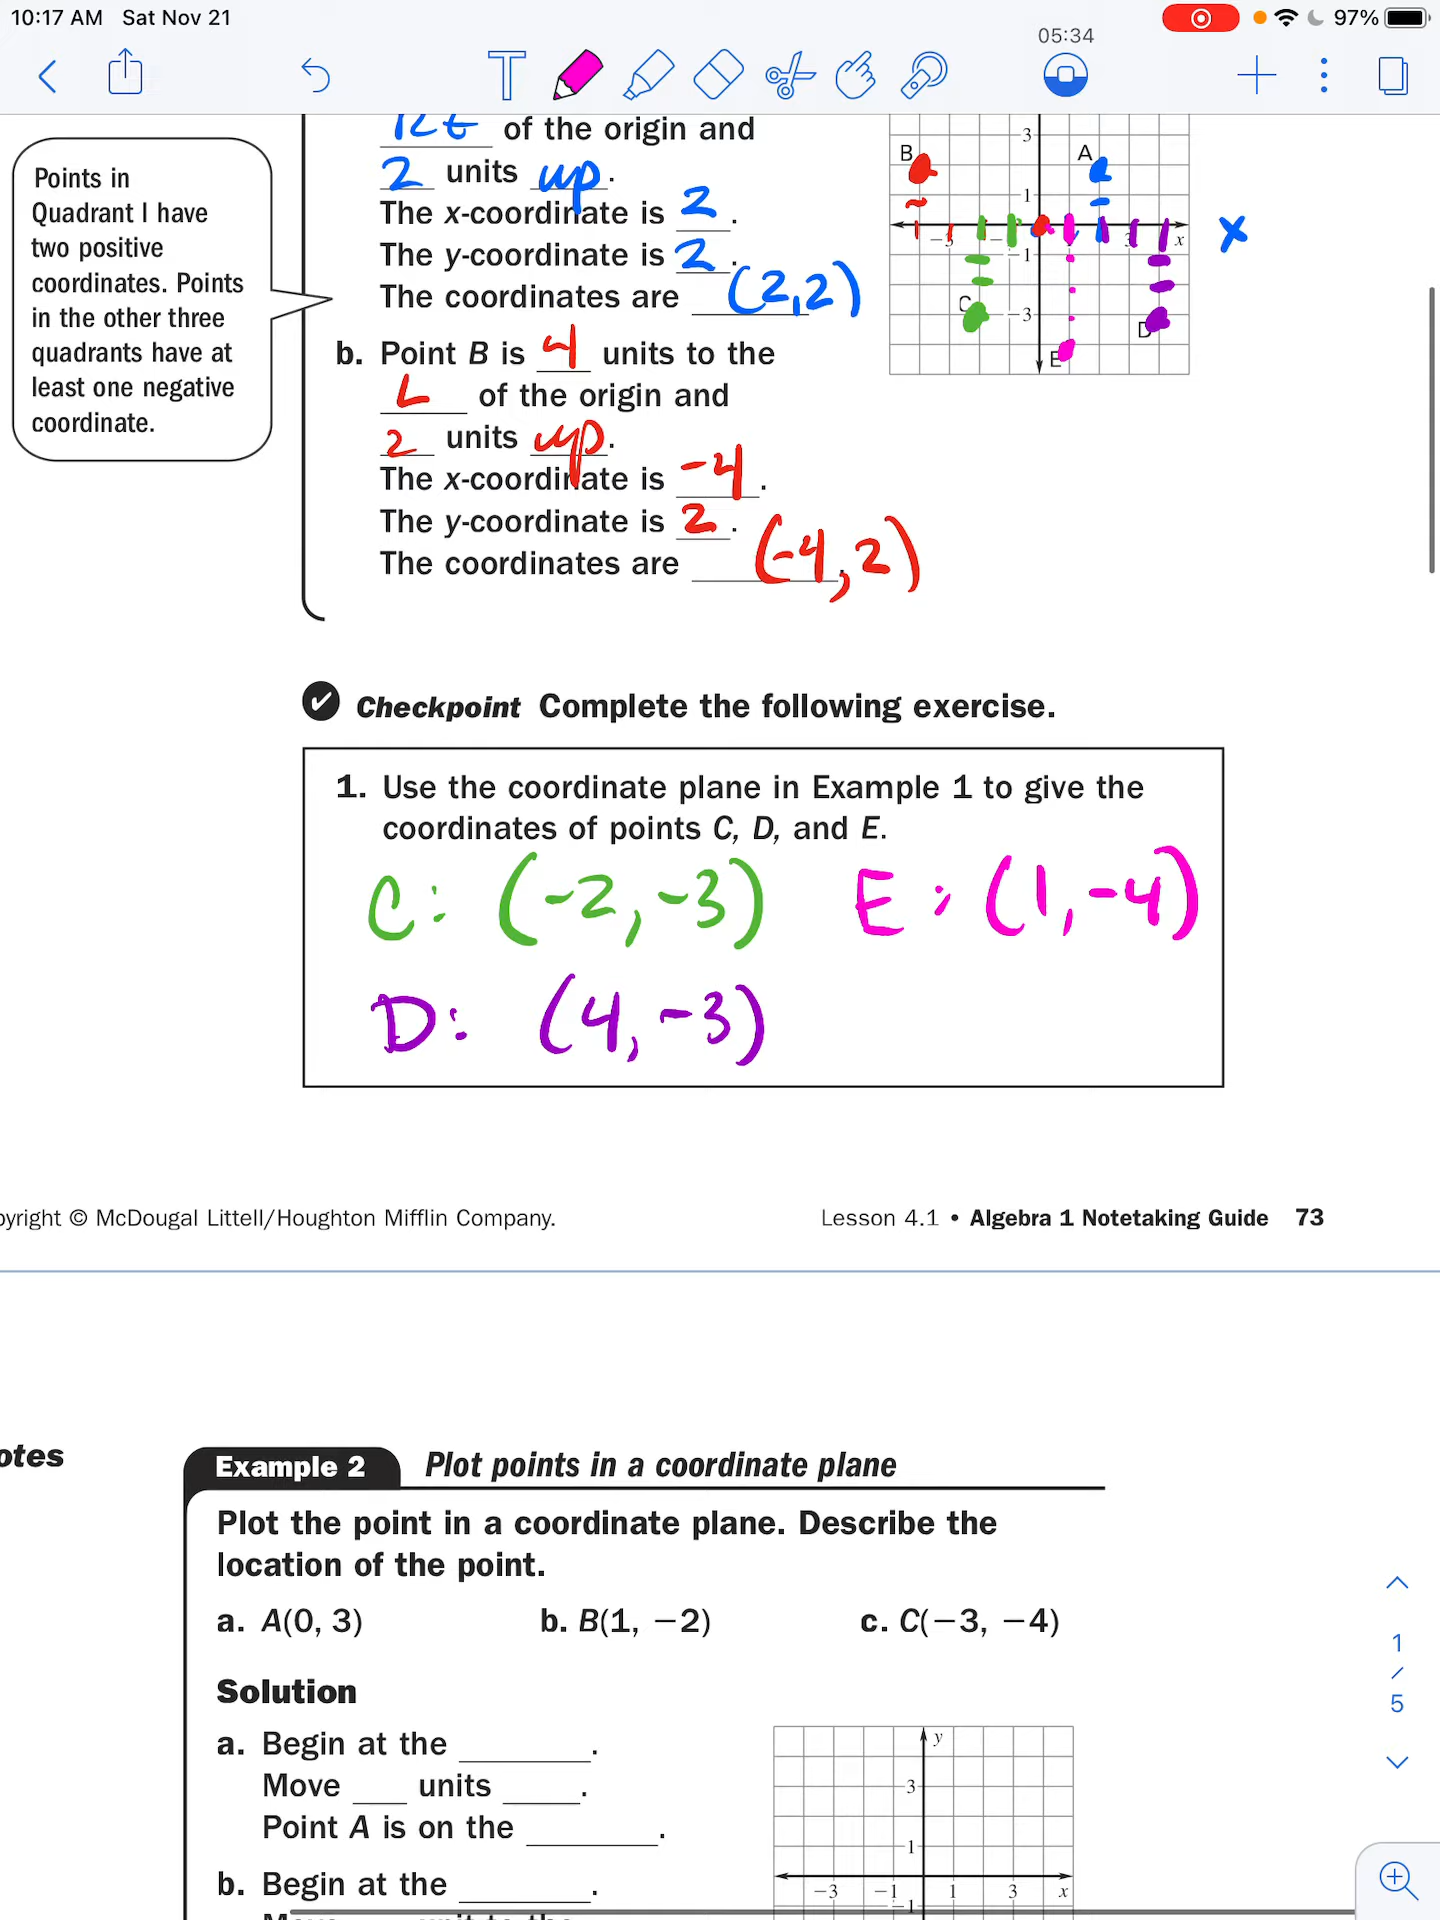 10:17 AM Sat Nov 21
97%
05:34
of the origin and
2 units up.
The x-coordinate is 2.
The y-coordinate is 2.
The coordinates are (2,2)
Points in
Quadrant I have
two positive
coordinates. Points
in the other three
quadrants have at
least one negative
coordinate.
b. Point B is 4 units to the
L of the origin and
2 units up.
The x-coordinate is -4.
The y-coordinate is 2.
The coordinates are (-4,2).
3
B
A
1
-3
-1
3
x
-1
C
-3
D
E
x
Checkpoint Complete the following exercise.
1. Use the coordinate plane in Example 1 to give the
coordinates of points C, D, and E.
C: (-2,-3) E: (1,-4)
D: (4,-3)
pyright © McDougal Littell/Houghton Mifflin Company.
Lesson 4.1 • Algebra 1 Notetaking Guide 73
otes
Example 2 Plot points in a coordinate plane
Plot the point in a coordinate plane. Describe the
location of the point.
a. A(0, 3) b. B(1, −2) c. C(−3, −4)
Solution
a. Begin at the ________.
Move ___ units ____.
Point A is on the ________.
b. Begin at the ________.
y
3
1
-3 -1 1 3 x
-1
1
/
5